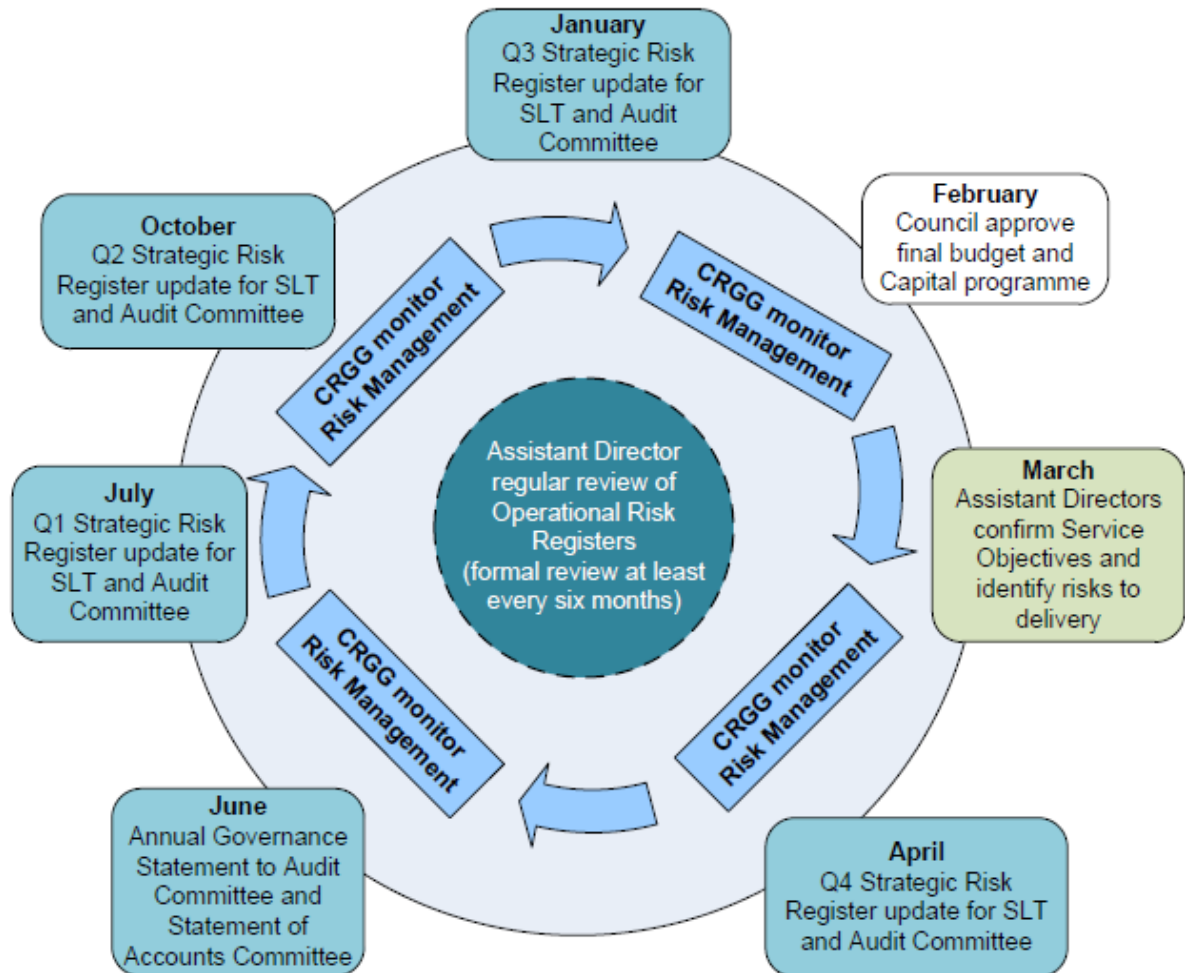 January
Q3 Strategic Risk
Register update for
SLT and Audit
Committee
February
Council approve
final budget and
Capital programme
March
Assistant Directors
confirm Service
Objectives and
identify risks to
delivery
April
Q4 Strategic Risk
Register update for SLT
and Audit Committee
June
Annual Governance
Statement to Audit
Committee and
Statement of
Accounts Committee
July
Q1 Strategic Risk
Register update for
SLT and Audit
Committee
October
Q2 Strategic Risk
Register update for SLT
and Audit Committee
CRGG monitor
Risk Management
CRGG monitor
Risk Management
CRGG monitor
Risk Management
CRGG monitor
Risk Management
Assistant Director
regular review of
Operational Risk
Registers
(formal review at least
every six months)